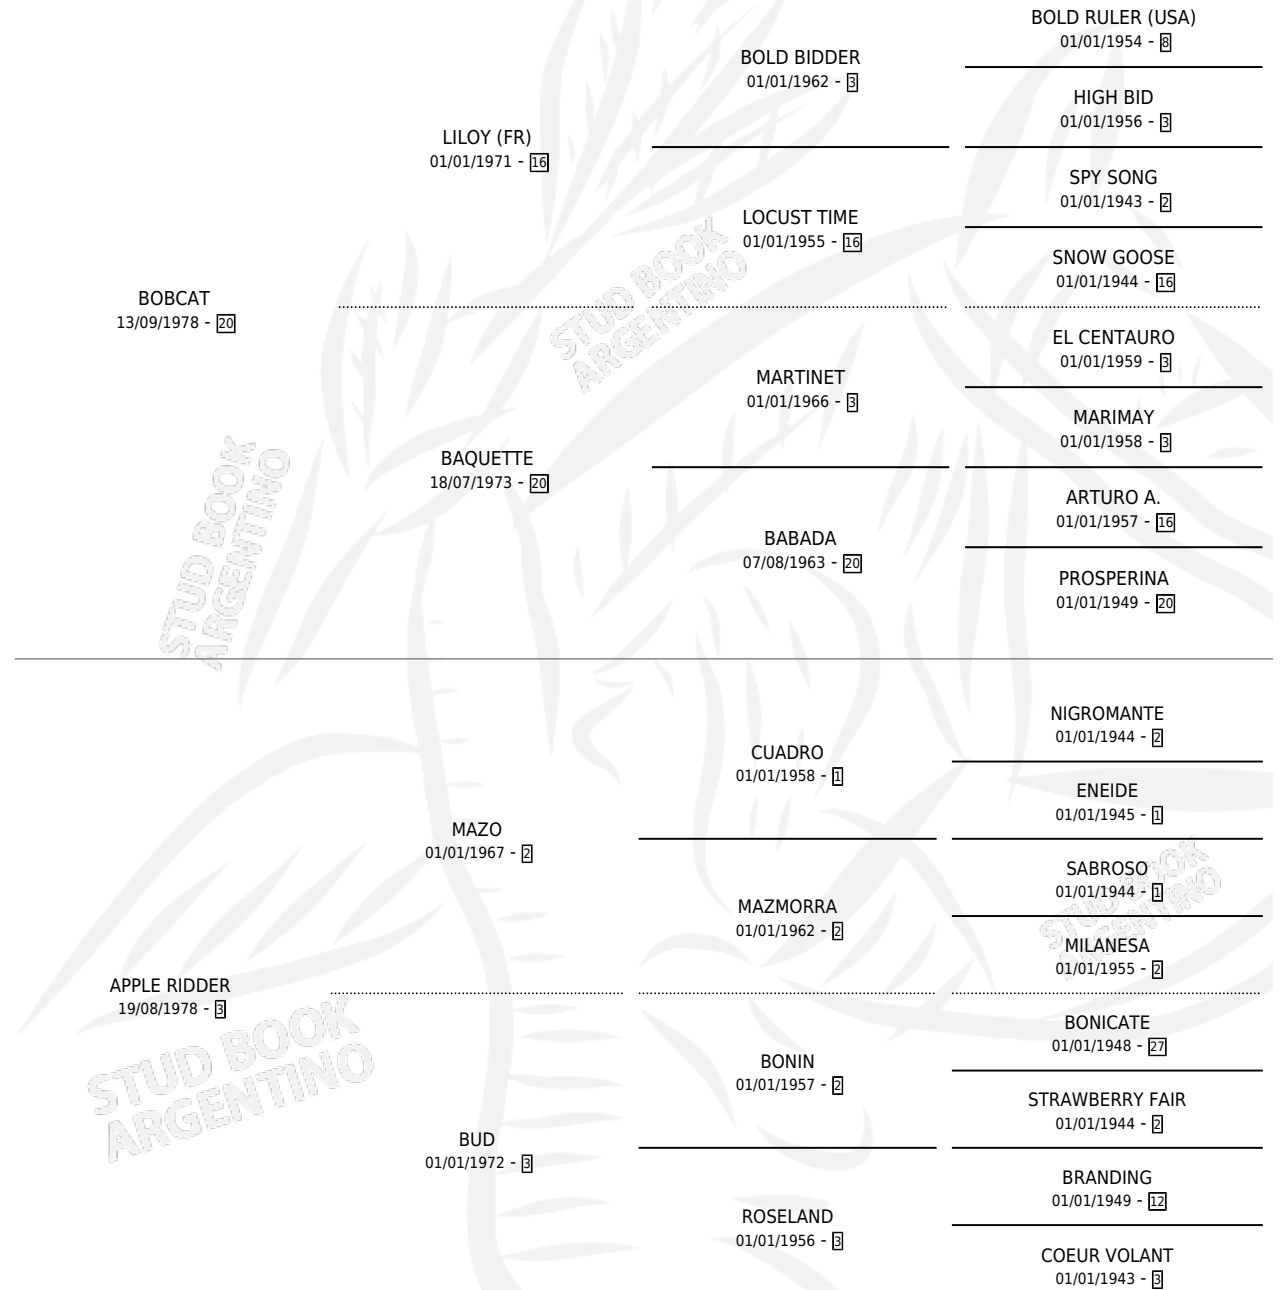 BOLD RULER (USA)
01/01/1954 - 8
BOLD BIDDER
01/01/1962 - 3
HIGH BID
01/01/1956 - 3
LILOY (FR)
01/01/1971 - 16
SPY SONG
01/01/1943 - 2
LOCUST TIME
01/01/1955 - 16
SNOW GOOSE
01/01/1944 - 16
BOBCAT
13/09/1978 - 20
EL CENTAURO
01/01/1959 - 3
MARTINET
01/01/1966 - 3
MARIMAY
01/01/1958 - 3
BAQUETTE
18/07/1973 - 20
ARTURO A.
01/01/1957 - 16
BABADA
07/08/1963 - 20
PROSPERINA
01/01/1949 - 20
NIGROMANTE
01/01/1944 - 2
CUADRO
01/01/1958 - 1
ENEIDE
01/01/1945 - 1
MAZO
01/01/1967 - 2
SABROSO
01/01/1944 - 1
MAZMORRA
01/01/1962 - 2
MILANESA
01/01/1955 - 2
APPLE RIDDER
19/08/1978 - 3
BONICATE
01/01/1948 - 27
BONIN
01/01/1957 - 2
STRAWBERRY FAIR
01/01/1944 - 2
BUD
01/01/1972 - 3
BRANDING
01/01/1949 - 12
ROSELAND
01/01/1956 - 3
COEUR VOLANT
01/01/1943 - 3
STUD BOOK
ARGENTINO
STUD BOOK
ARGENTINO
STUD BOOK
ARGENTINO
STUD BOOK
ARGENTINO